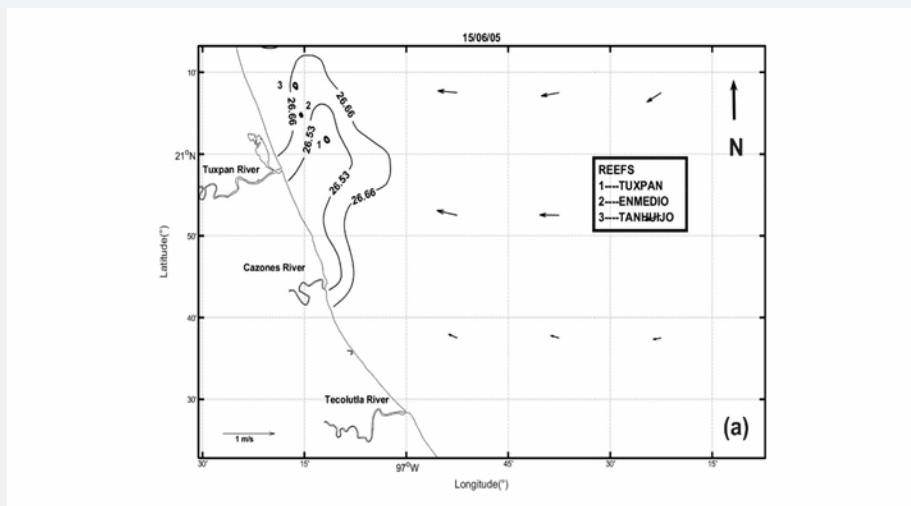 15/06/05
10'
3
26.66
2
26.66
26.53
1
21°N
REEFS
Tuxpan River
1----TUXPAN
26.53
2----ENMEDIO
26.66
3----TANHUIJO
N
50'
Latitude(°)
Cazones River
40'
30'
Tecolutla River
(a)
1 m/s
30'
15'
97°W
45'
30'
15'
Longitude(°)